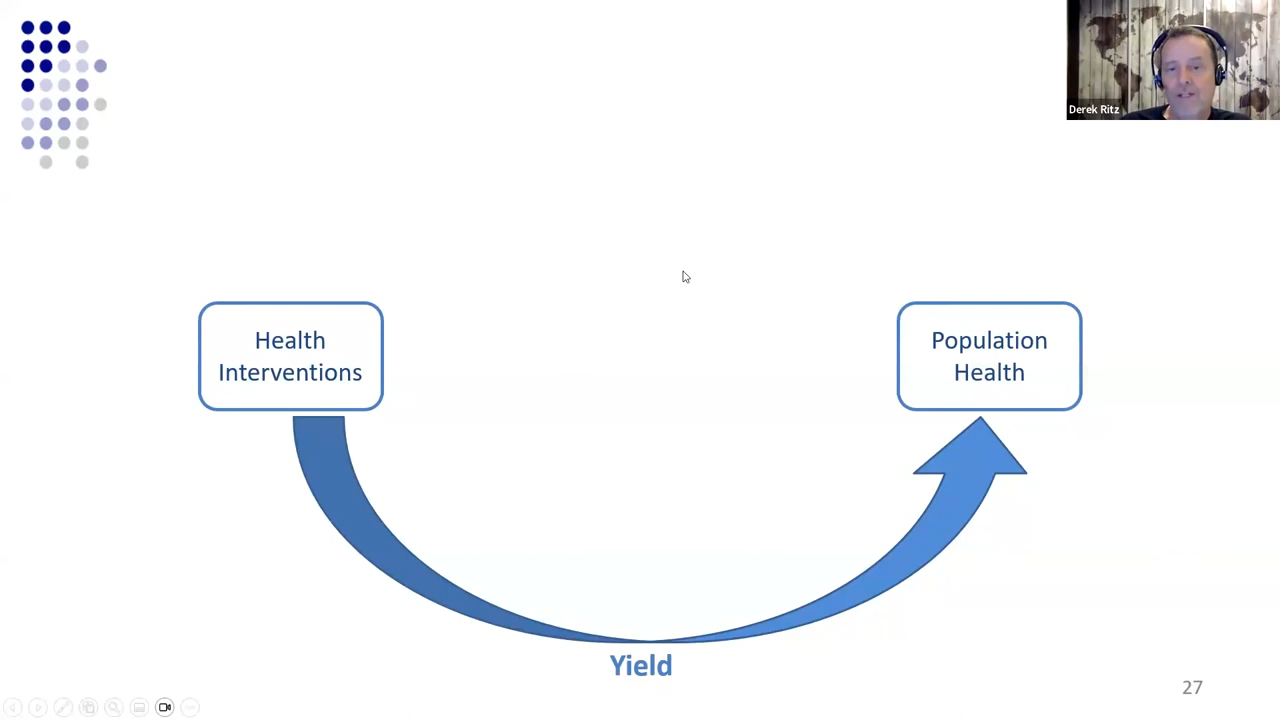 Derek Ritz
Health
Interventions
Population
Health
Yield
27